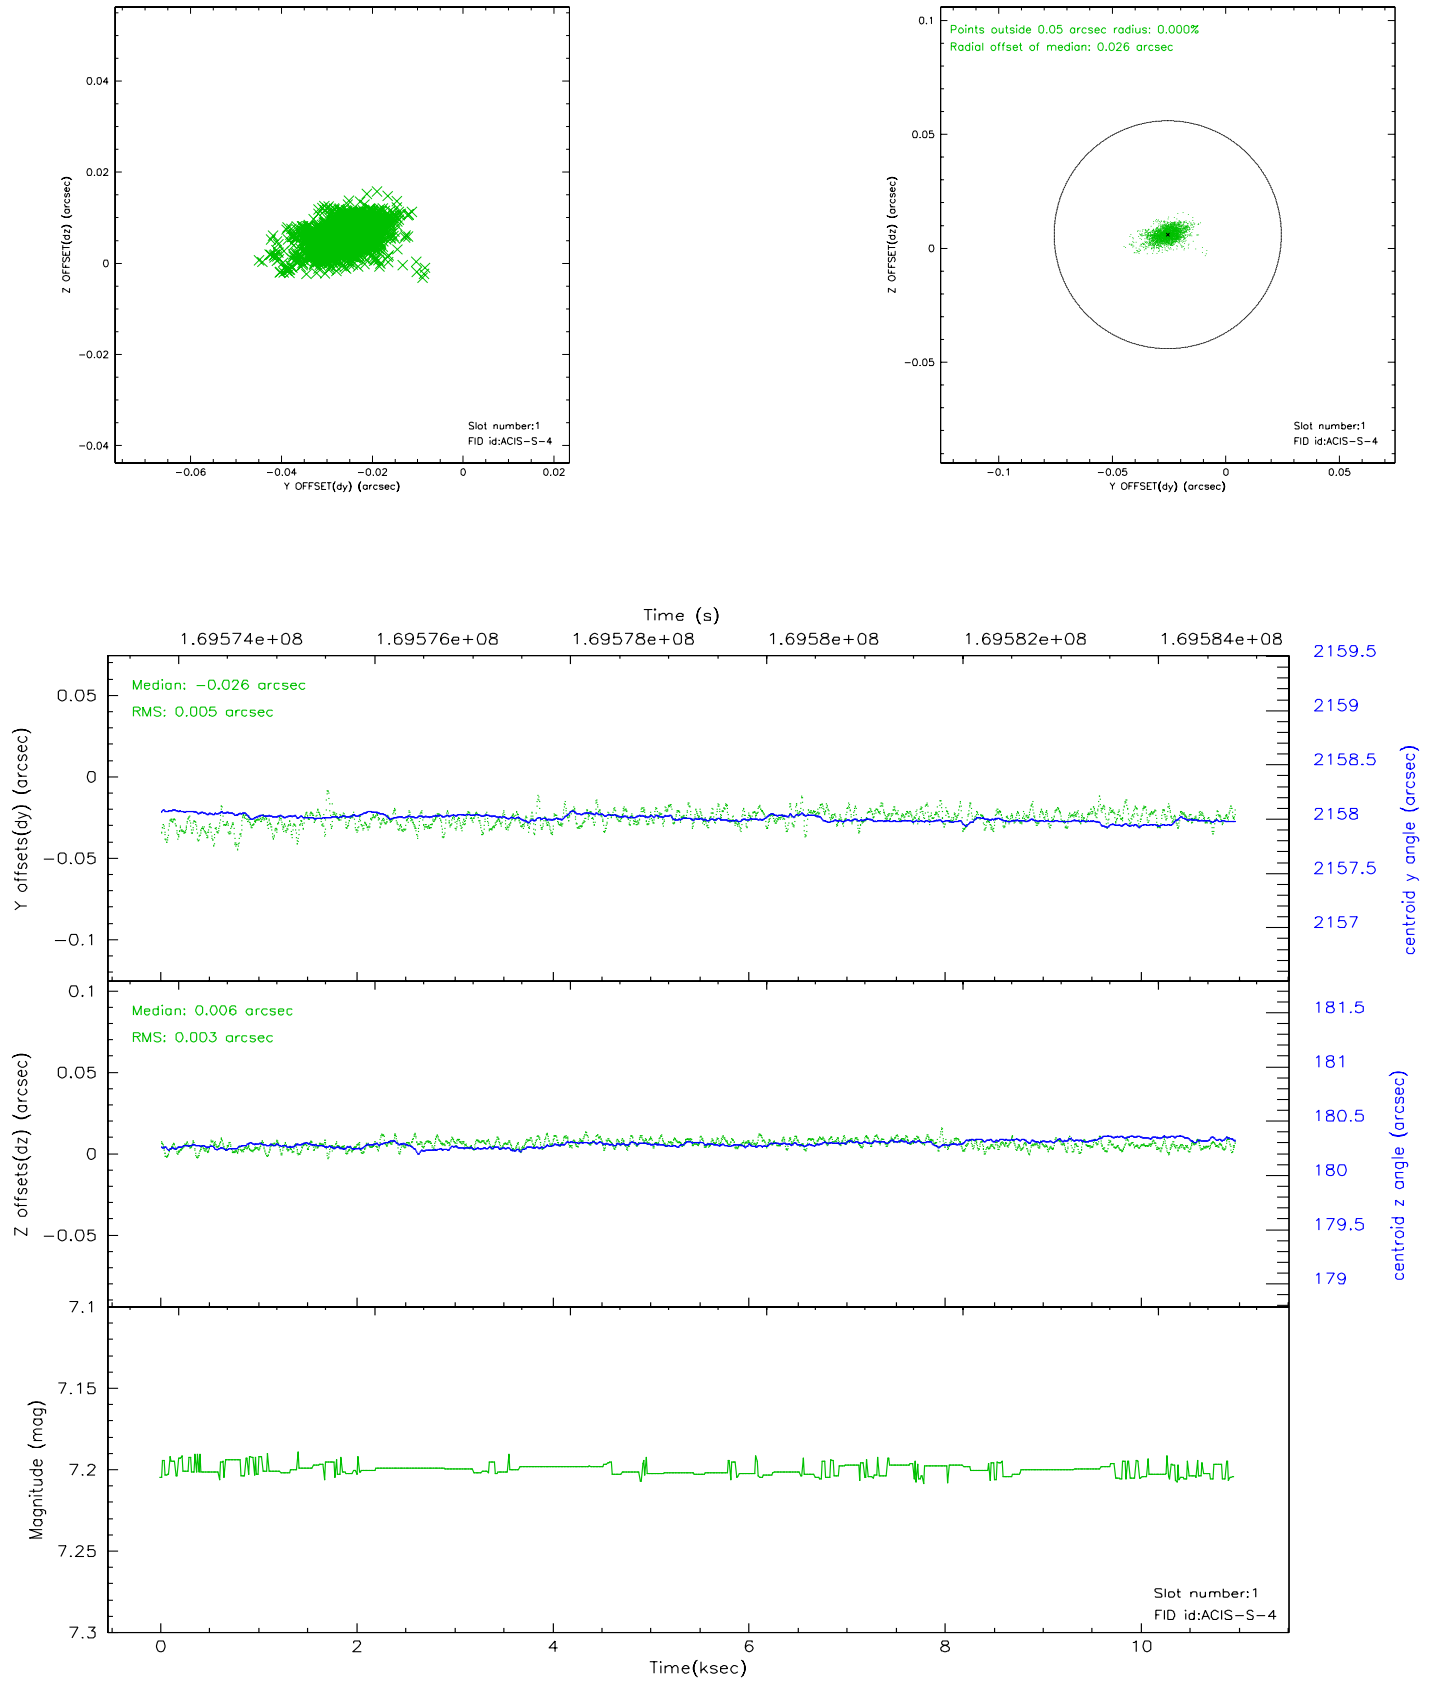 0.04
0.02
0
-0.02
-0.04
Z OFFSET(dz) (arcsec)
Slot number:1
FID id:ACIS-S-4
-0.06 -0.04 -0.02 0 0.02
Y OFFSET(dy) (arcsec)
Points outside 0.05 arcsec radius: 0.000%
Radial offset of median: 0.026 arcsec
0.1
0.05
0
-0.05
Z OFFSET(dz) (arcsec)
Slot number:1
FID id:ACIS-S-4
-0.1 -0.05 0 0.05
Y OFFSET(dy) (arcsec)
Time (s)
1.69574e+08 1.69576e+08 1.69578e+08 1.6958e+08 1.69582e+08 1.69584e+08
Median: -0.026 arcsec
RMS: 0.005 arcsec
0.05
0
-0.05
-0.1
Y offsets(dy) (arcsec)
2159.5
2159
2158.5
2158
2157.5
2157
centroid y angle (arcsec)
Median: 0.006 arcsec
RMS: 0.003 arcsec
0.1
0.05
0
-0.05
Z offsets(dz) (arcsec)
181.5
181
180.5
180
179.5
179
centroid z angle (arcsec)
7.1
7.15
7.2
7.25
7.3
Magnitude (mag)
Slot number:1
FID id:ACIS-S-4
0 2 4 6 8 10
Time(ksec)